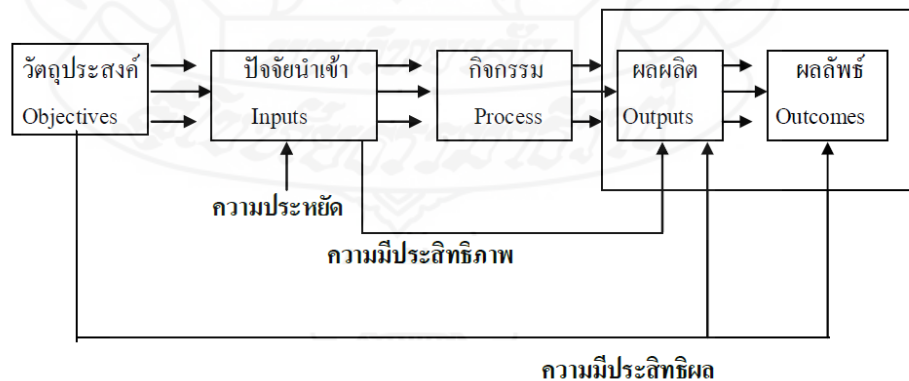 วัตถุประสงค์
Objectives
ปัจจัยนำเข้า
Inputs
กิจกรรม
Process
ผลผลิต
Outputs
ผลลัพธ์
Outcomes
ความประหยัด
ความมีประสิทธิภาพ
ความมีประสิทธิผล